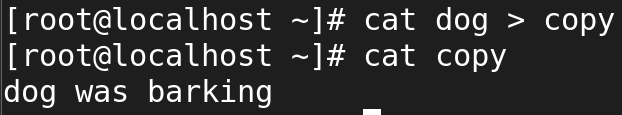 [root@localhost ~]# cat dog > copy
[root@localhost ~]# cat copy
dog was barking